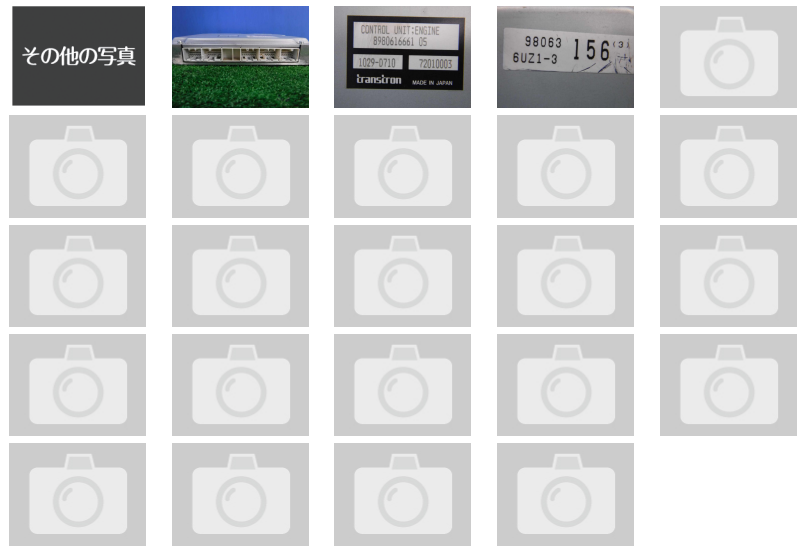 その他の写真
CONTROL UNIT:ENGINE
8980616661 05
1029-0710
72010003
transtron
MADE IN JAPAN
98063
6UZ1-3
156
(3)